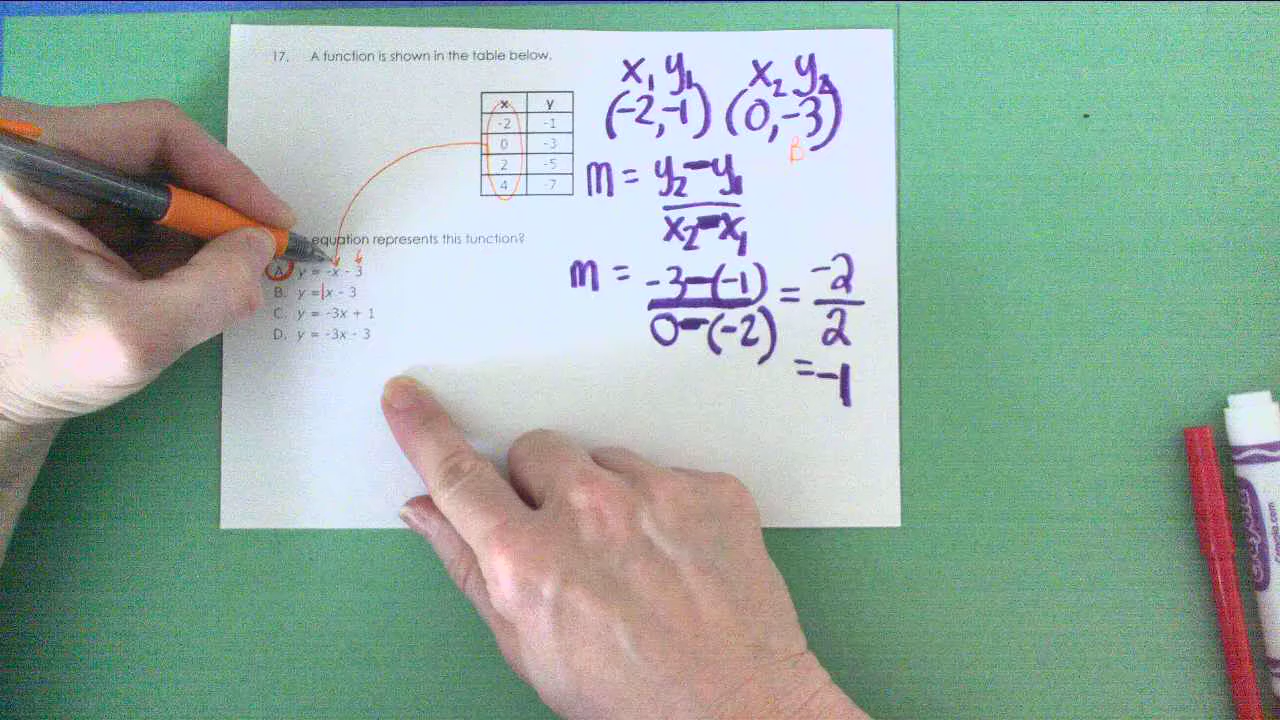 17. A function is shown in the table below.
x y
-2 -1
0 -3
2 -5
4 -7
equation represents this function?
A. y = -x - 3
B. y = x - 3
C. y = -3x + 1
D. y = -3x - 3
x₁ y₁ x₂ y₂
(-2,-1) (0,-3)
B
m = y₂-y₁
x₂-x₁
m = -3-(-1) = -2
0-(-2) 2
=-1
Crayola